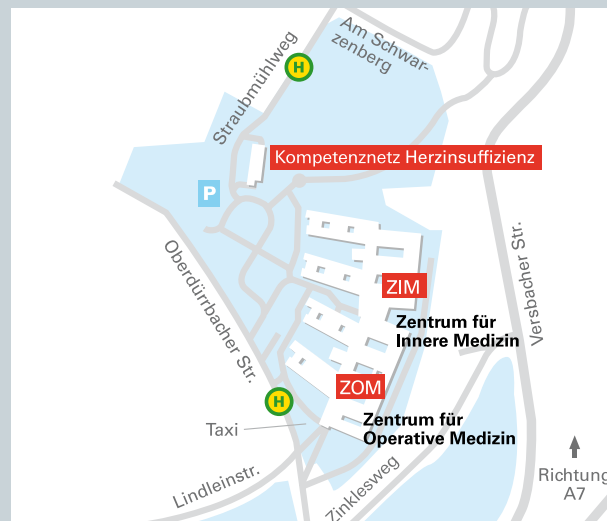 Am Schwar-
zenberg
Straubmühlweg
H
Kompetenznetz Herzinsuffizienz
P
Oberdürrbacher Str.
Versbacher Str.
ZIM
Zentrum für
Innere Medizin
ZOM
H
Zentrum für
Operative Medizin
Taxi
Lindleinstr.
Zinklesweg
Richtung
A7